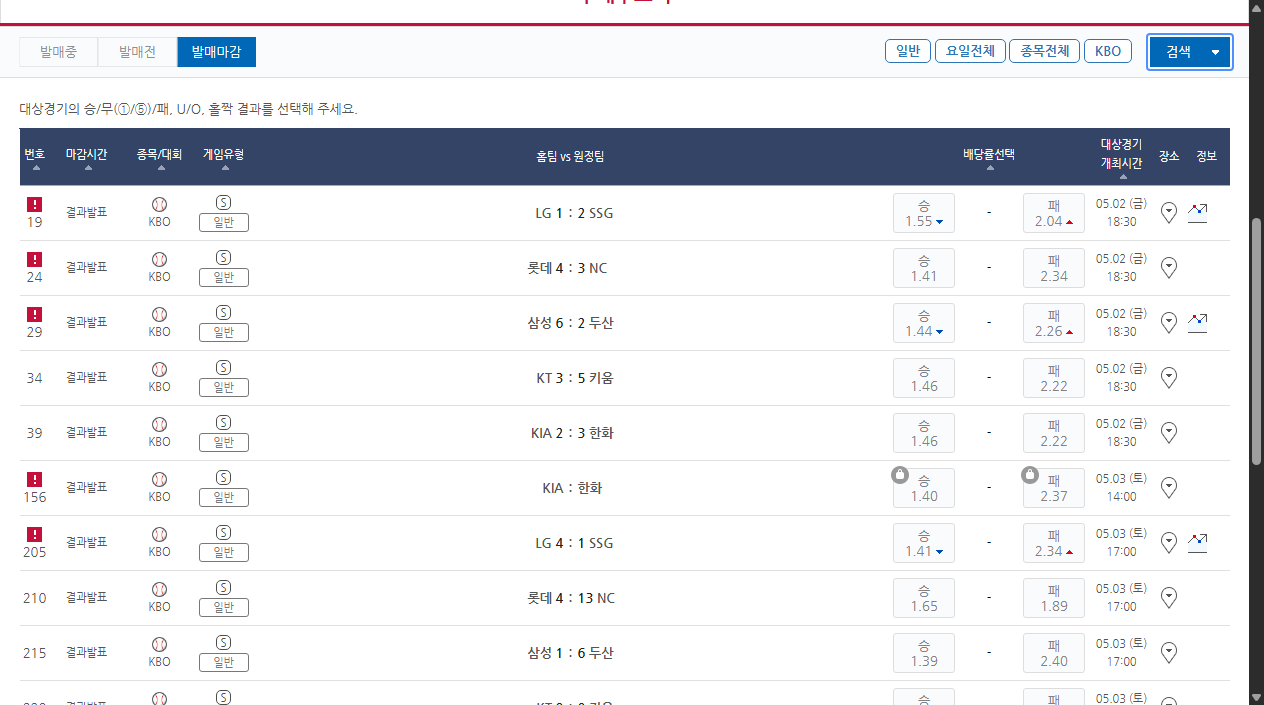 발매중 발매전 발매마감 일반 요일전체 종목전체 KBO 검색
대상경기의 승/무(①/⑤)/패, U/O, 홀짝 결과를 선택해 주세요.
번호 마감시간 종목/대회 게임유형 홈팀 vs 원정팀 배당률선택 대상경기 개최시간 장소 정보
19 결과발표 KBO S 일반 LG 1 : 2 SSG 승 1.55 - 패 2.04 05.02 (금) 18:30
24 결과발표 KBO S 일반 롯데 4 : 3 NC 승 1.41 - 패 2.34 05.02 (금) 18:30
29 결과발표 KBO S 일반 삼성 6 : 2 두산 승 1.44 - 패 2.26 05.02 (금) 18:30
34 결과발표 KBO S 일반 KT 3 : 5 키움 승 1.46 - 패 2.22 05.02 (금) 18:30
39 결과발표 KBO S 일반 KIA 2 : 3 한화 승 1.46 - 패 2.22 05.02 (금) 18:30
156 결과발표 KBO S 일반 KIA : 한화 승 1.40 - 패 2.37 05.03 (토) 14:00
205 결과발표 KBO S 일반 LG 4 : 1 SSG 승 1.41 - 패 2.34 05.03 (토) 17:00
210 결과발표 KBO S 일반 롯데 4 : 13 NC 승 1.65 - 패 1.89 05.03 (토) 17:00
215 결과발표 KBO S 일반 삼성 1 : 6 두산 승 1.39 - 패 2.40 05.03 (토) 17:00
S 승 패 05.03 (토)